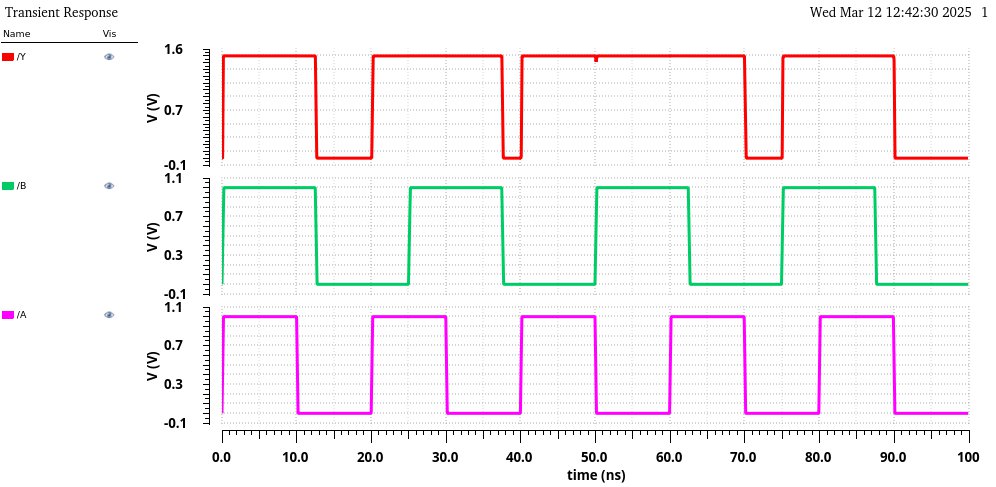 Transient Response
Wed Mar 12 12:42:30 2025 1
Name Vis
/Y
1.6
0.7
-0.1
V (V)
/B
1.1
0.7
0.3
-0.1
V (V)
/A
1.1
0.7
0.3
-0.1
V (V)
0.0 10.0 20.0 30.0 40.0 50.0 60.0 70.0 80.0 90.0 100
time (ns)